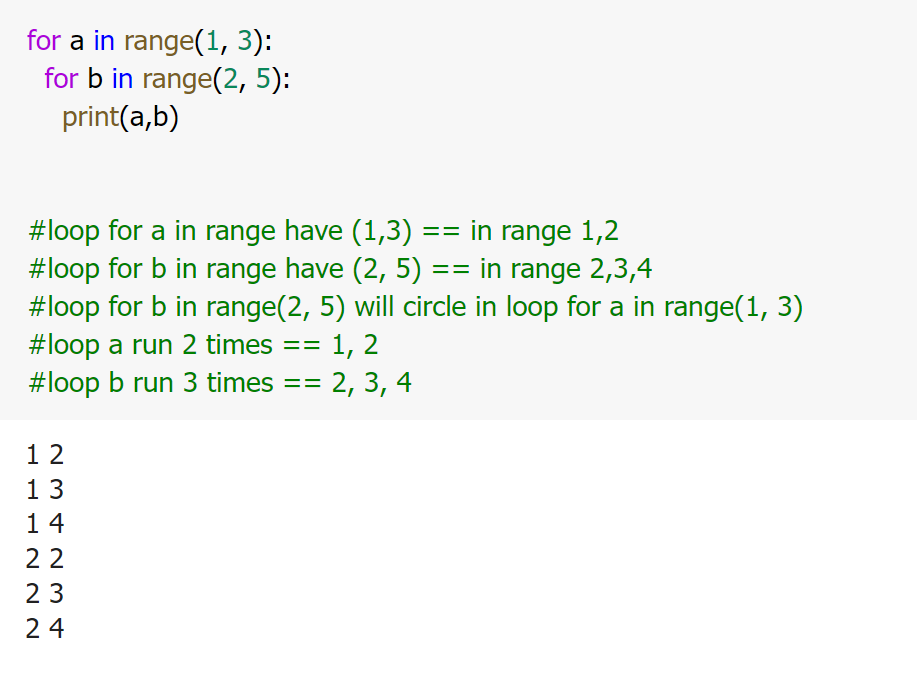 for a in range(1, 3):
for b in range(2, 5):
print(a,b)
#loop for a in range have (1,3) == in range 1,2
#loop for b in range have (2, 5) == in range 2,3,4
#loop for b in range(2, 5) will circle in loop for a in range(1, 3)
#loop a run 2 times == 1, 2
#loop b run 3 times == 2, 3, 4
1 2
1 3
1 4
2 2
2 3
2 4